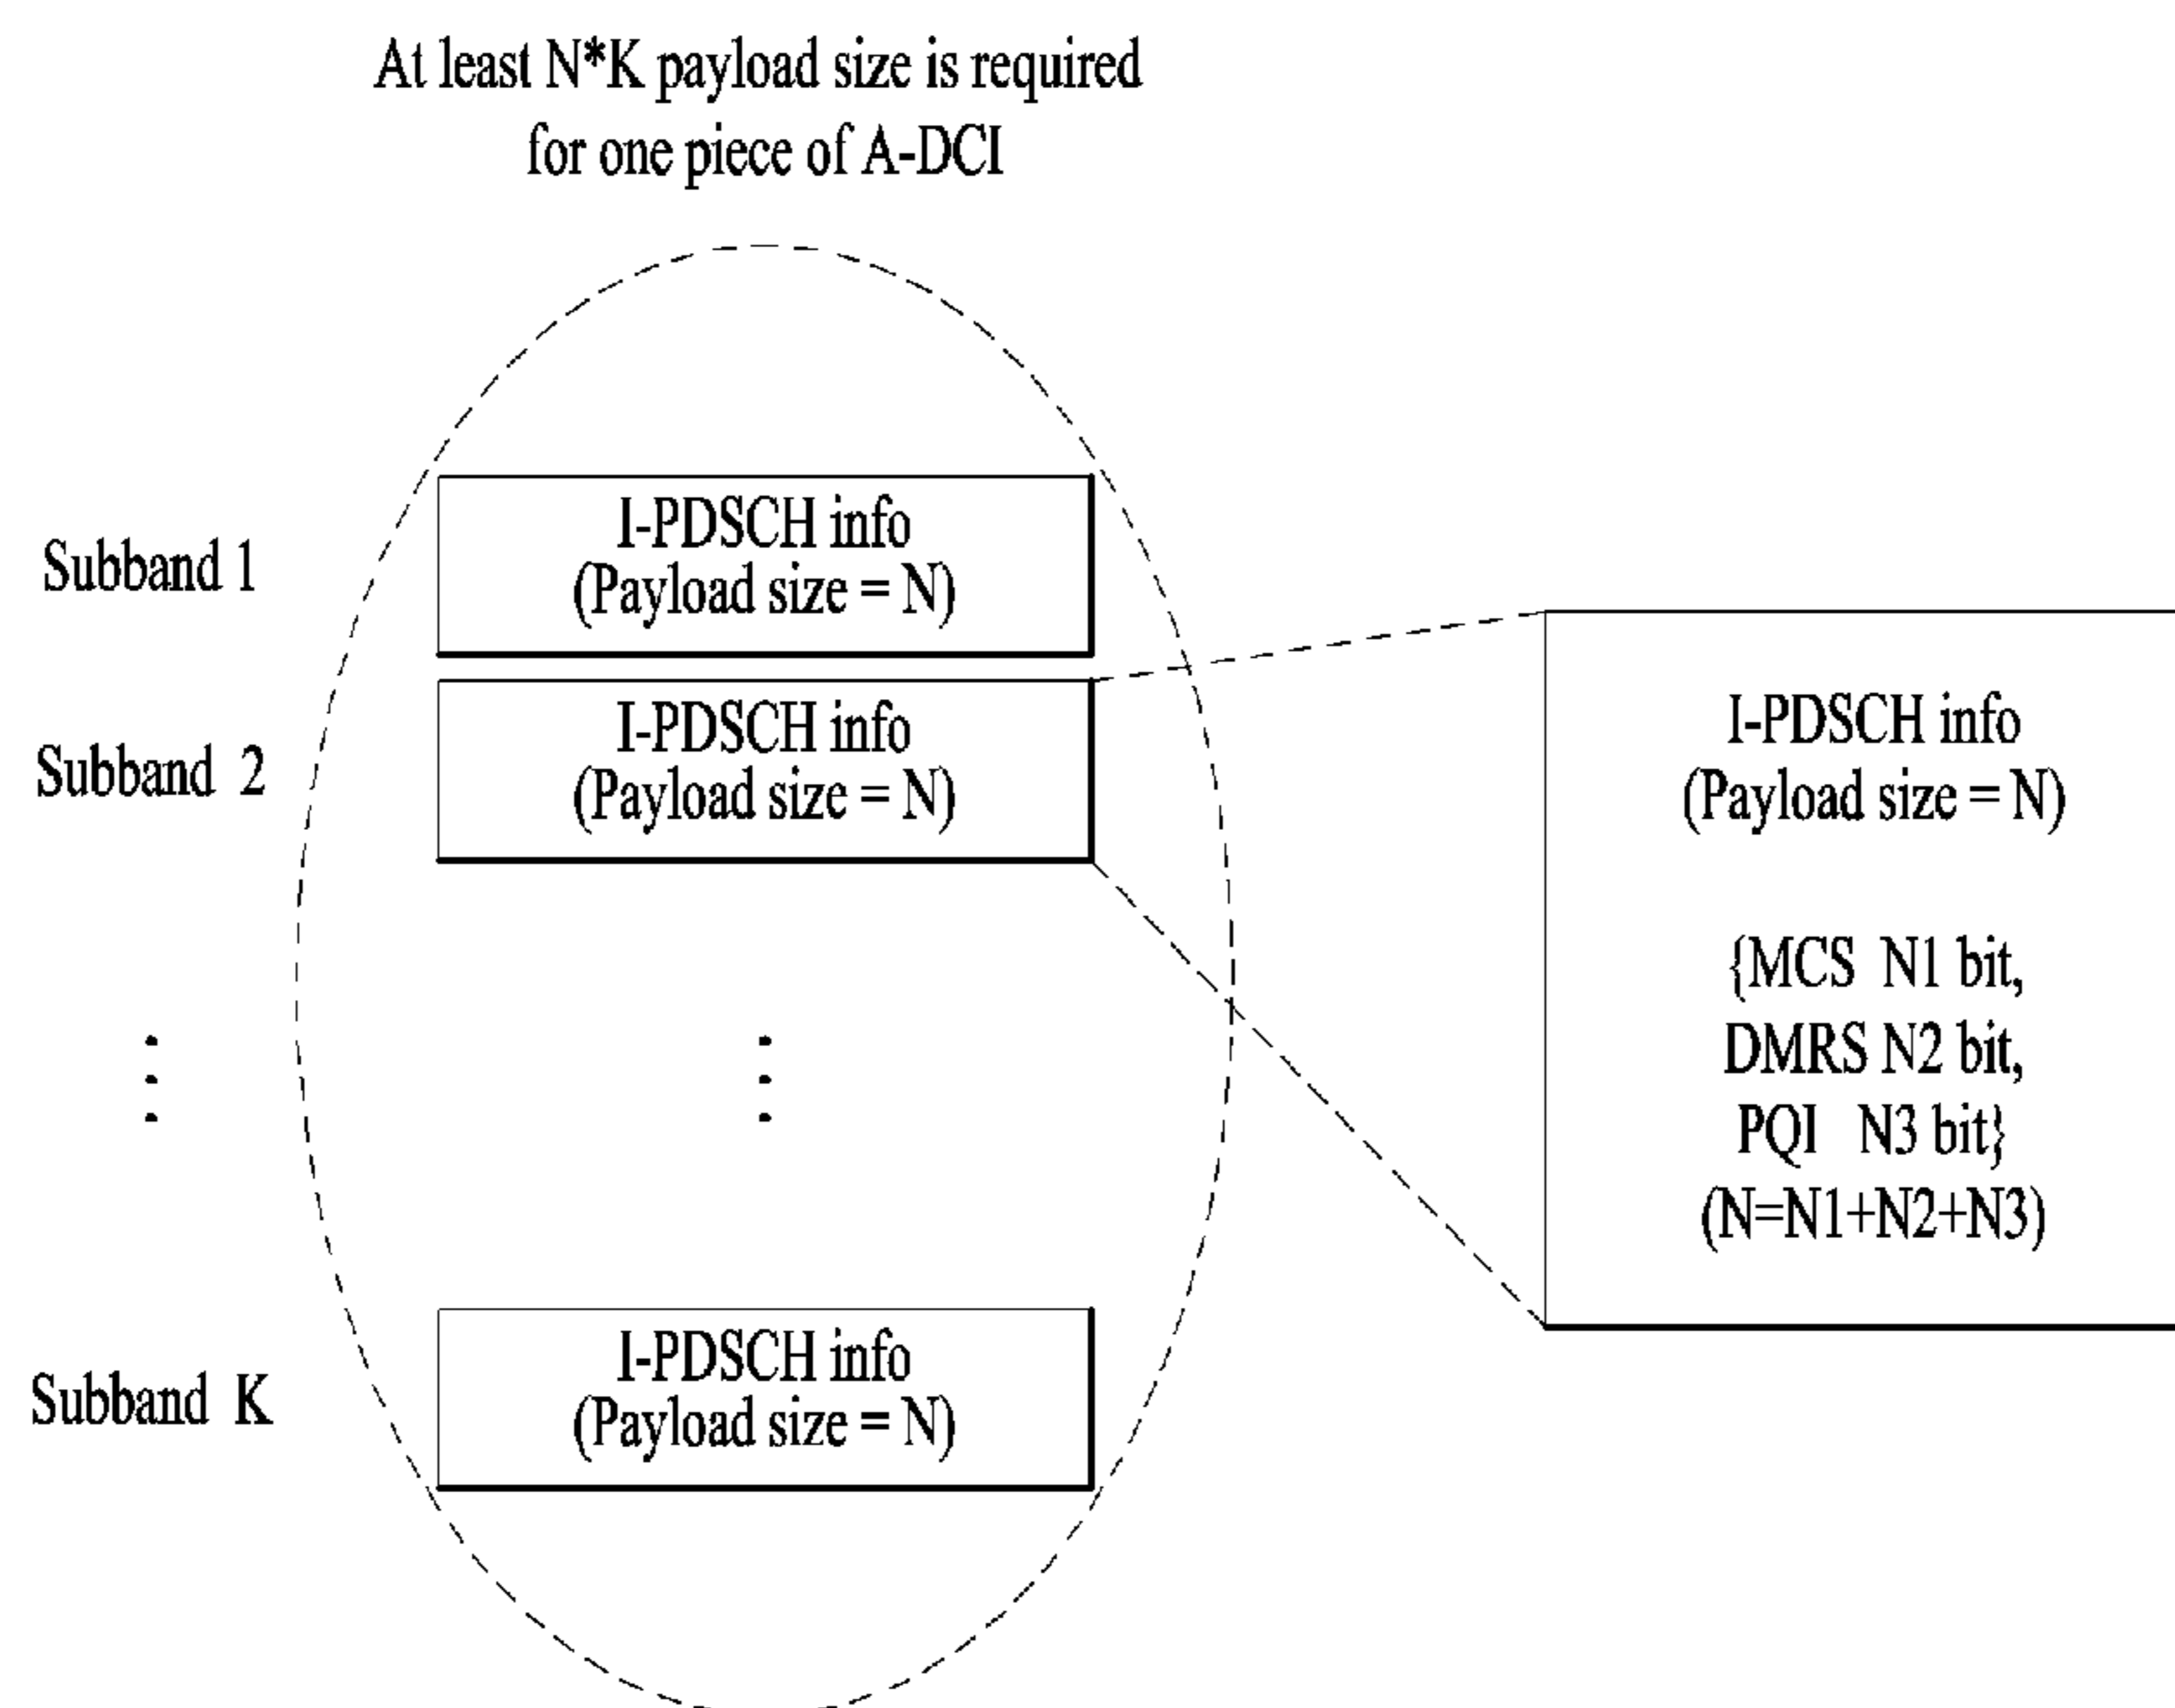 At least N*K payload size is required
for one piece of A-DCI
Subband 1
I-PDSCH info
(Payload size = N)
Subband 2
I-PDSCH info
(Payload size = N)
Subband K
I-PDSCH info
(Payload size = N)
I-PDSCH info
(Payload size = N)
{MCS N1 bit,
DMRS N2 bit,
PQI N3 bit}
(N=N1+N2+N3)